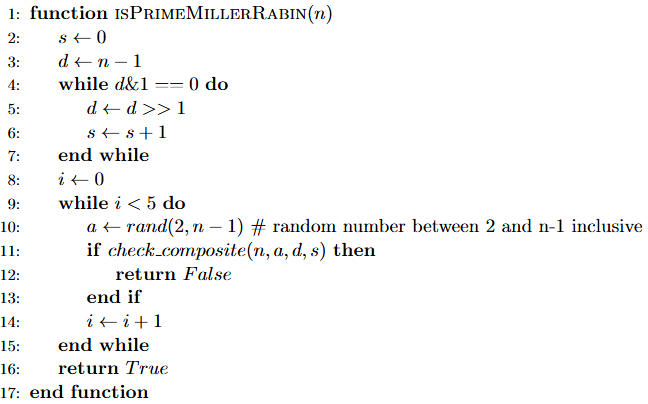 1: function ISPRIMEMILLERRABIN(n)
2: s ← 0
3: d ← n − 1
4: while d&1 == 0 do
5: d ← d >> 1
6: s ← s + 1
7: end while
8: i ← 0
9: while i < 5 do
10: a ← rand(2, n − 1) # random number between 2 and n-1 inclusive
11: if check_composite(n, a, d, s) then
12: return False
13: end if
14: i ← i + 1
15: end while
16: return True
17: end function